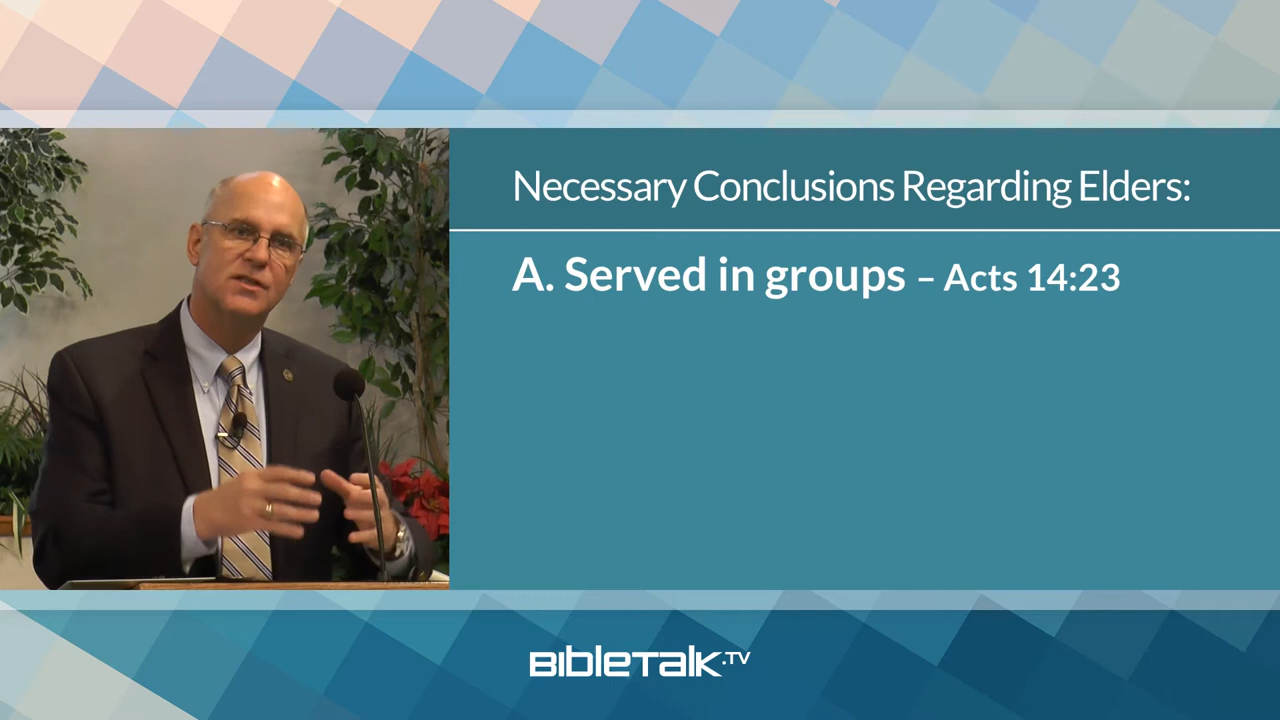 Necessary Conclusions Regarding Elders:
A. Served in groups – Acts 14:23
BIBLETALK.TV